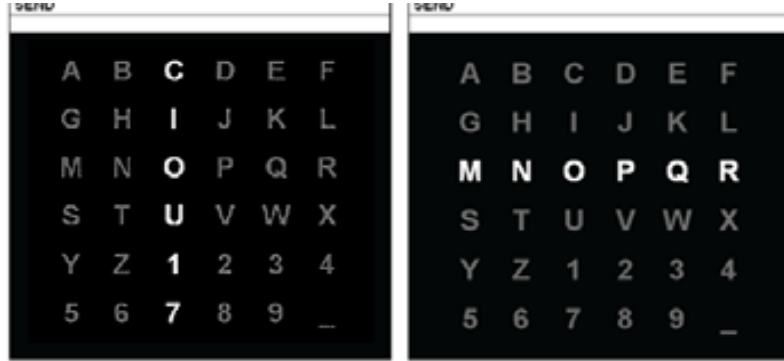 SEND
A B C D E F
G H I J K L
M N O P Q R
S T U V W X
Y Z 1 2 3 4
5 6 7 8 9 _
SEND
A B C D E F
G H I J K L
M N O P Q R
S T U V W X
Y Z 1 2 3 4
5 6 7 8 9 _